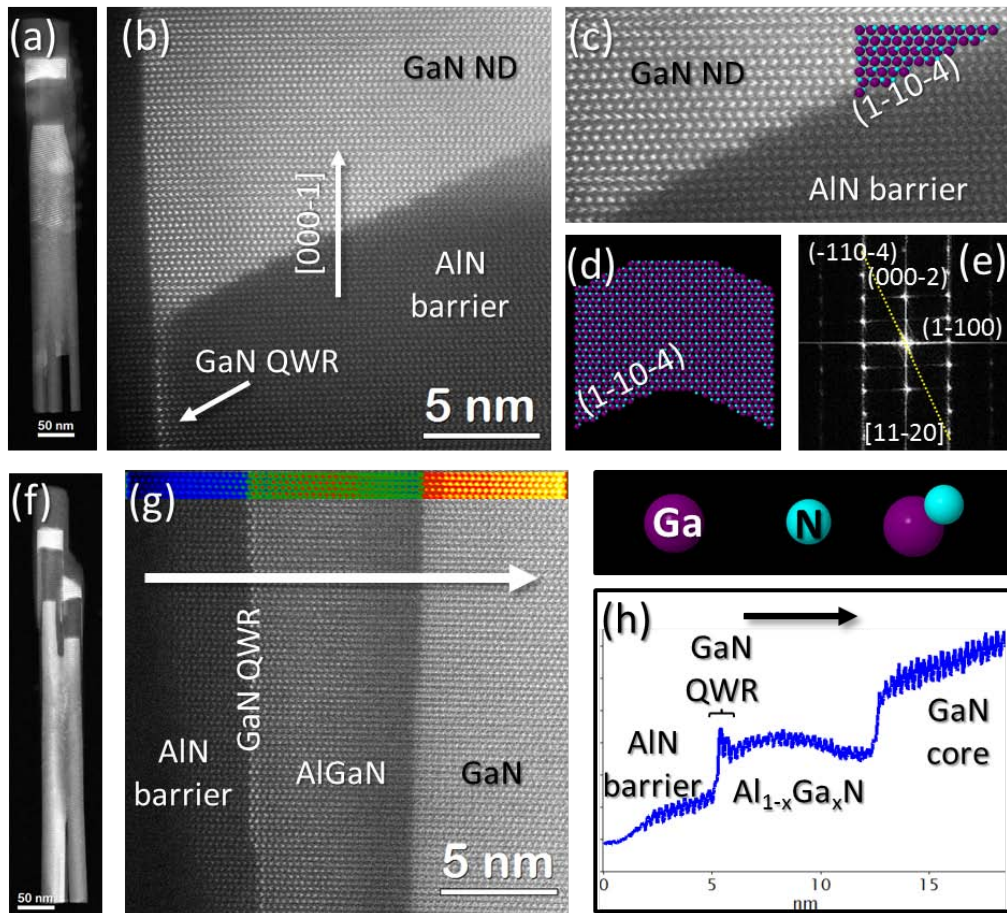 (a)
50 nm
(b)
GaN ND
[000-1]
AlN
barrier
GaN QWR
5 nm
(c)
GaN ND
(1-10-4)
AlN barrier
(d)
(1-10-4)
(e)
(-110-4)
(000-2)
(1-100)
[11-20]
(f)
50 nm
(g)
GaN QWR
AlN
barrier
AlGaN
GaN
5 nm
Ga
N
(h)
GaN
QWR
AlN
barrier
Al₁₋ₓGaₓN
GaN
core
0
5
10
15
nm